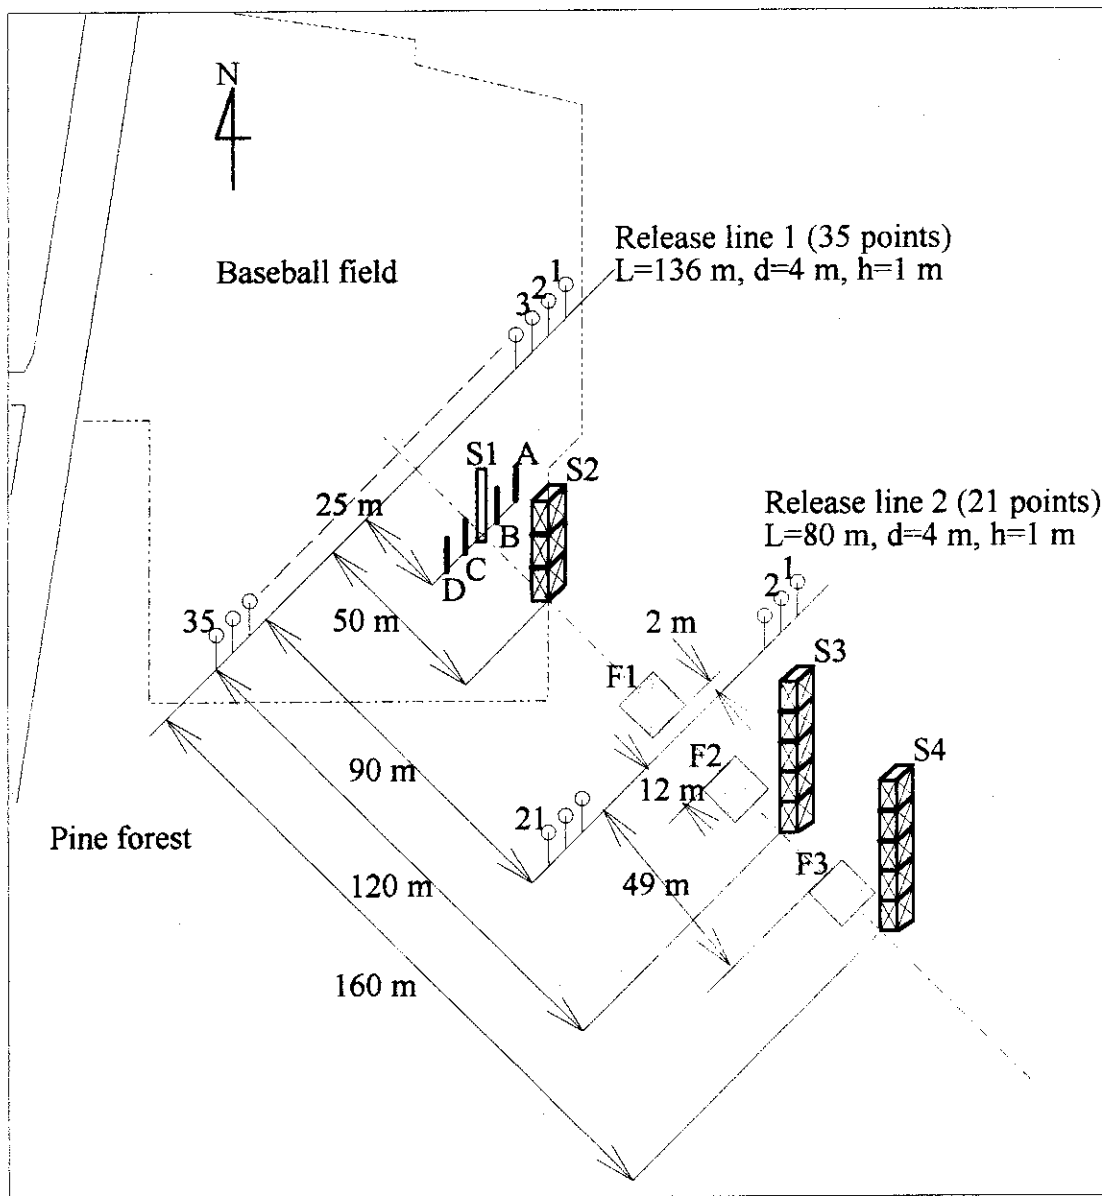 N
Release line 1 (35 points)
L=136 m, d=4 m, h=1 m
Baseball field
1
2
3
S1
A
S2
25 m
B
C
D
Release line 2 (21 points)
L=80 m, d=4 m, h=1 m
1
2
35
50 m
2 m
S3
F1
90 m
F2
12 m
S4
21
Pine forest
120 m
49 m
F3
160 m